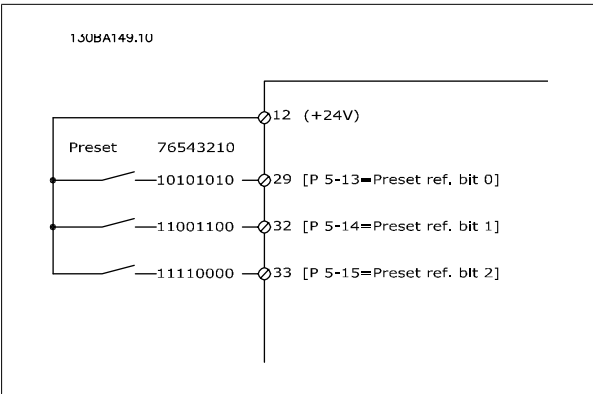 130BA149.10
12 (+24V)
Preset 76543210
10101010 29 [P 5-13=Preset ref. bit 0]
11001100 32 [P 5-14=Preset ref. bit 1]
11110000 33 [P 5-15=Preset ref. bit 2]